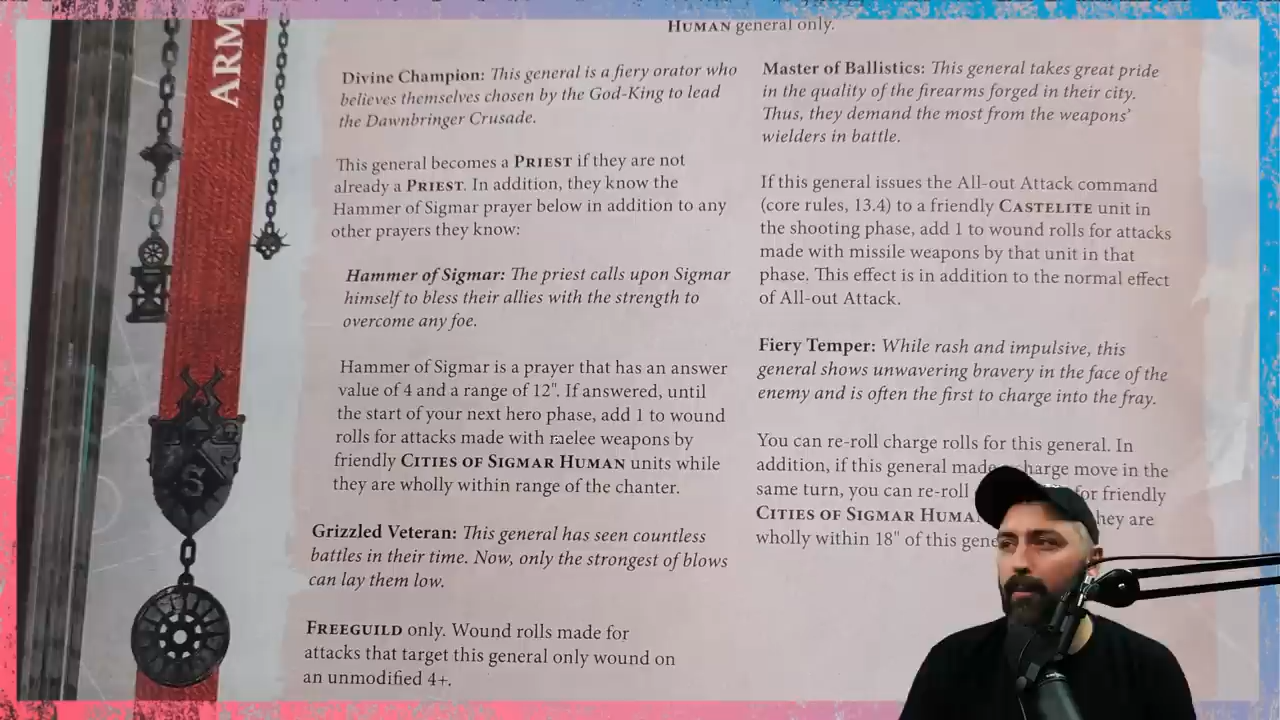 ARM
HUMAN general only.
Divine Champion: This general is a fiery orator who
believes themselves chosen by the God-King to lead
the Dawnbringer Crusade.
This general becomes a PRIEST if they are not
already a PRIEST. In addition, they know the
Hammer of Sigmar prayer below in addition to any
other prayers they know:
Hammer of Sigmar: The priest calls upon Sigmar
himself to bless their allies with the strength to
overcome any foe.
Hammer of Sigmar is a prayer that has an answer
value of 4 and a range of 12". If answered, until
the start of your next hero phase, add 1 to wound
rolls for attacks made with melee weapons by
friendly CITIES OF SIGMAR HUMAN units while
they are wholly within range of the chanter.
Grizzled Veteran: This general has seen countless
battles in their time. Now, only the strongest of blows
can lay them low.
FREEGUILD only. Wound rolls made for
attacks that target this general only wound on
an unmodified 4+.
Master of Ballistics: This general takes great pride
in the quality of the firearms forged in their city.
Thus, they demand the most from the weapons'
wielders in battle.
If this general issues the All-out Attack command
(core rules, 13.4) to a friendly CASTELITE unit in
the shooting phase, add 1 to wound rolls for attacks
made with missile weapons by that unit in that
phase. This effect is in addition to the normal effect
of All-out Attack.
Fiery Temper: While rash and impulsive, this
general shows unwavering bravery in the face of the
enemy and is often the first to charge into the fray.
You can re-roll charge rolls for this general. In
addition, if this general made charge move in the
same turn, you can re-roll for friendly
CITIES OF SIGMAR HUMAN they are
wholly within 18" of this gene
S